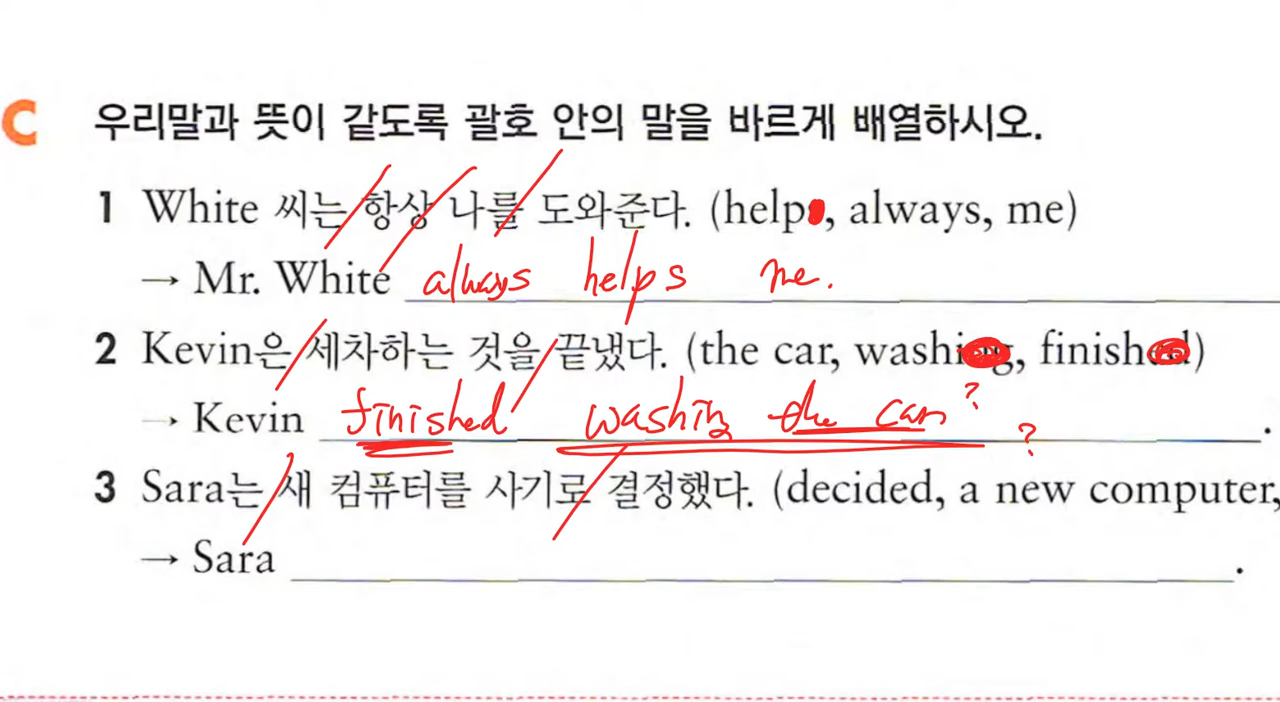 C 우리말과 뜻이 같도록 괄호 안의 말을 바르게 배열하시오.
1 White 씨는 항상 나를 도와준다. (help, always, me)
→ Mr. White always helps me.
2 Kevin은 세차하는 것을 끝냈다. (the car, washing, finished)
→ Kevin finished washing the car ? ? .
3 Sara는 새 컴퓨터를 사기로 결정했다. (decided, a new computer,
→ Sara .